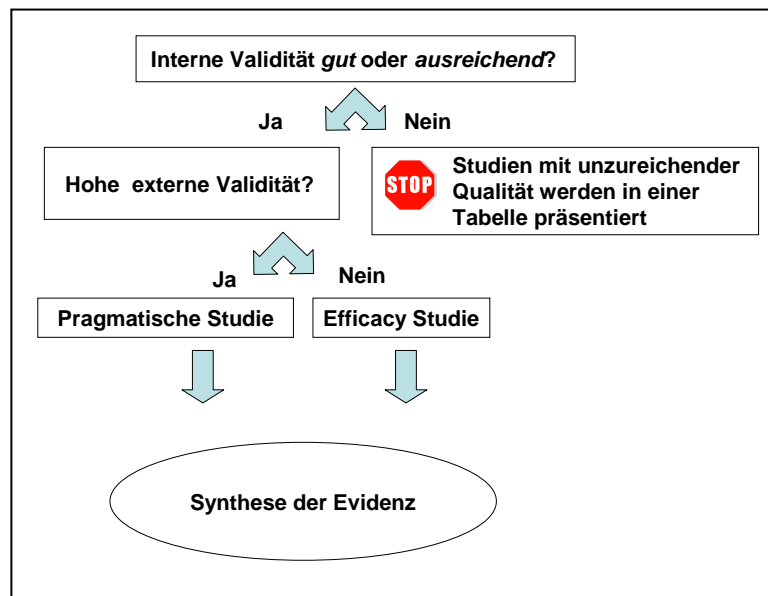 Interne Validität gut oder ausreichend?
Ja
Nein
Hohe externe Validität?
STOP
Studien mit unzureichender
Qualität werden in einer
Tabelle präsentiert
Ja
Nein
Pragmatische Studie
Efficacy Studie
Synthese der Evidenz